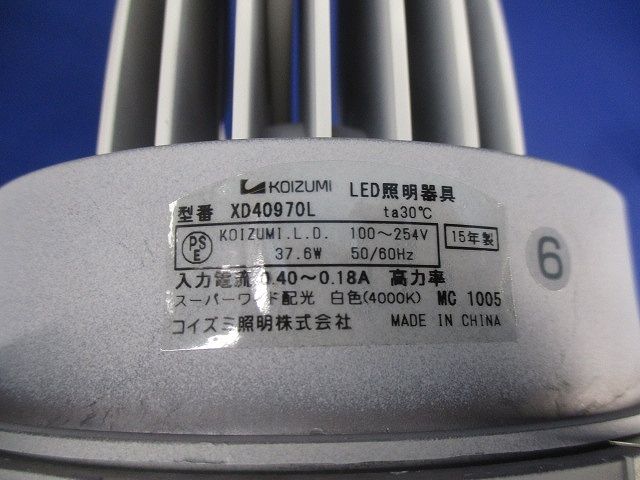 KOIZUMI LED照明器具
型番 XD40970L ta30℃
PSE KOIZUMI.L.D. 100～254V 15年製
37.6W 50/60Hz
入力電流 0.40～0.18A 高力率
スーパーワイド配光 白色(4000K) MC 1005
コイズミ照明株式会社 MADE IN CHINA
6